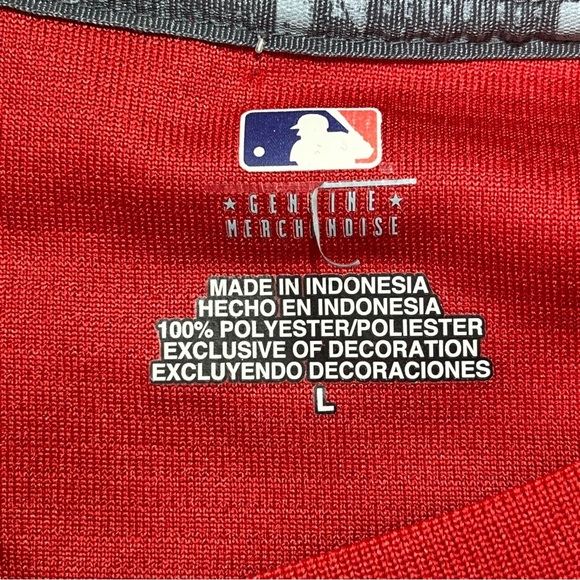 ★ GENUINE ★
MERCHANDISE
MADE IN INDONESIA
HECHO EN INDONESIA
100% POLYESTER/POLIESTER
EXCLUSIVE OF DECORATION
EXCLUYENDO DECORACIONES
L